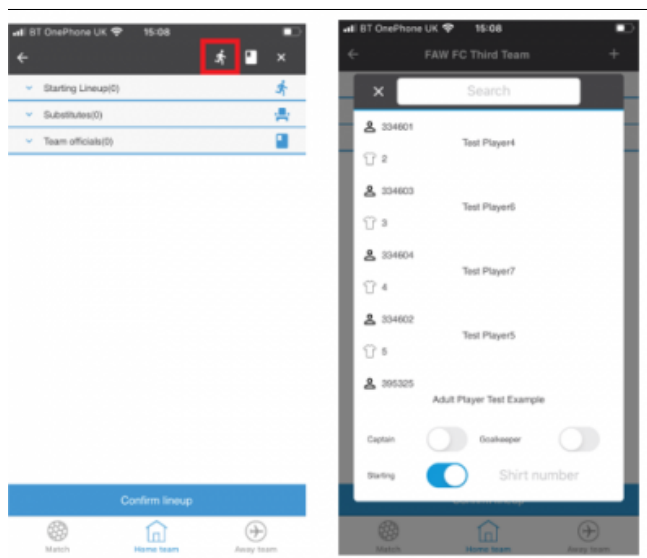 BT OnePhone UK 15:08
Starting Lineup(0)
Substitutes(0)
Team officials(0)
Confirm lineup
Match Home team Away team
BT OnePhone UK 15:08
FAW FC Third Team +
× Search
334601
Test Player4
2
334603
Test Player6
3
334604
Test Player7
4
334602
Test Player5
5
395325
Adult Player Test Example
Captain Goalkeeper
Starting Shirt number
Match Home team Away team